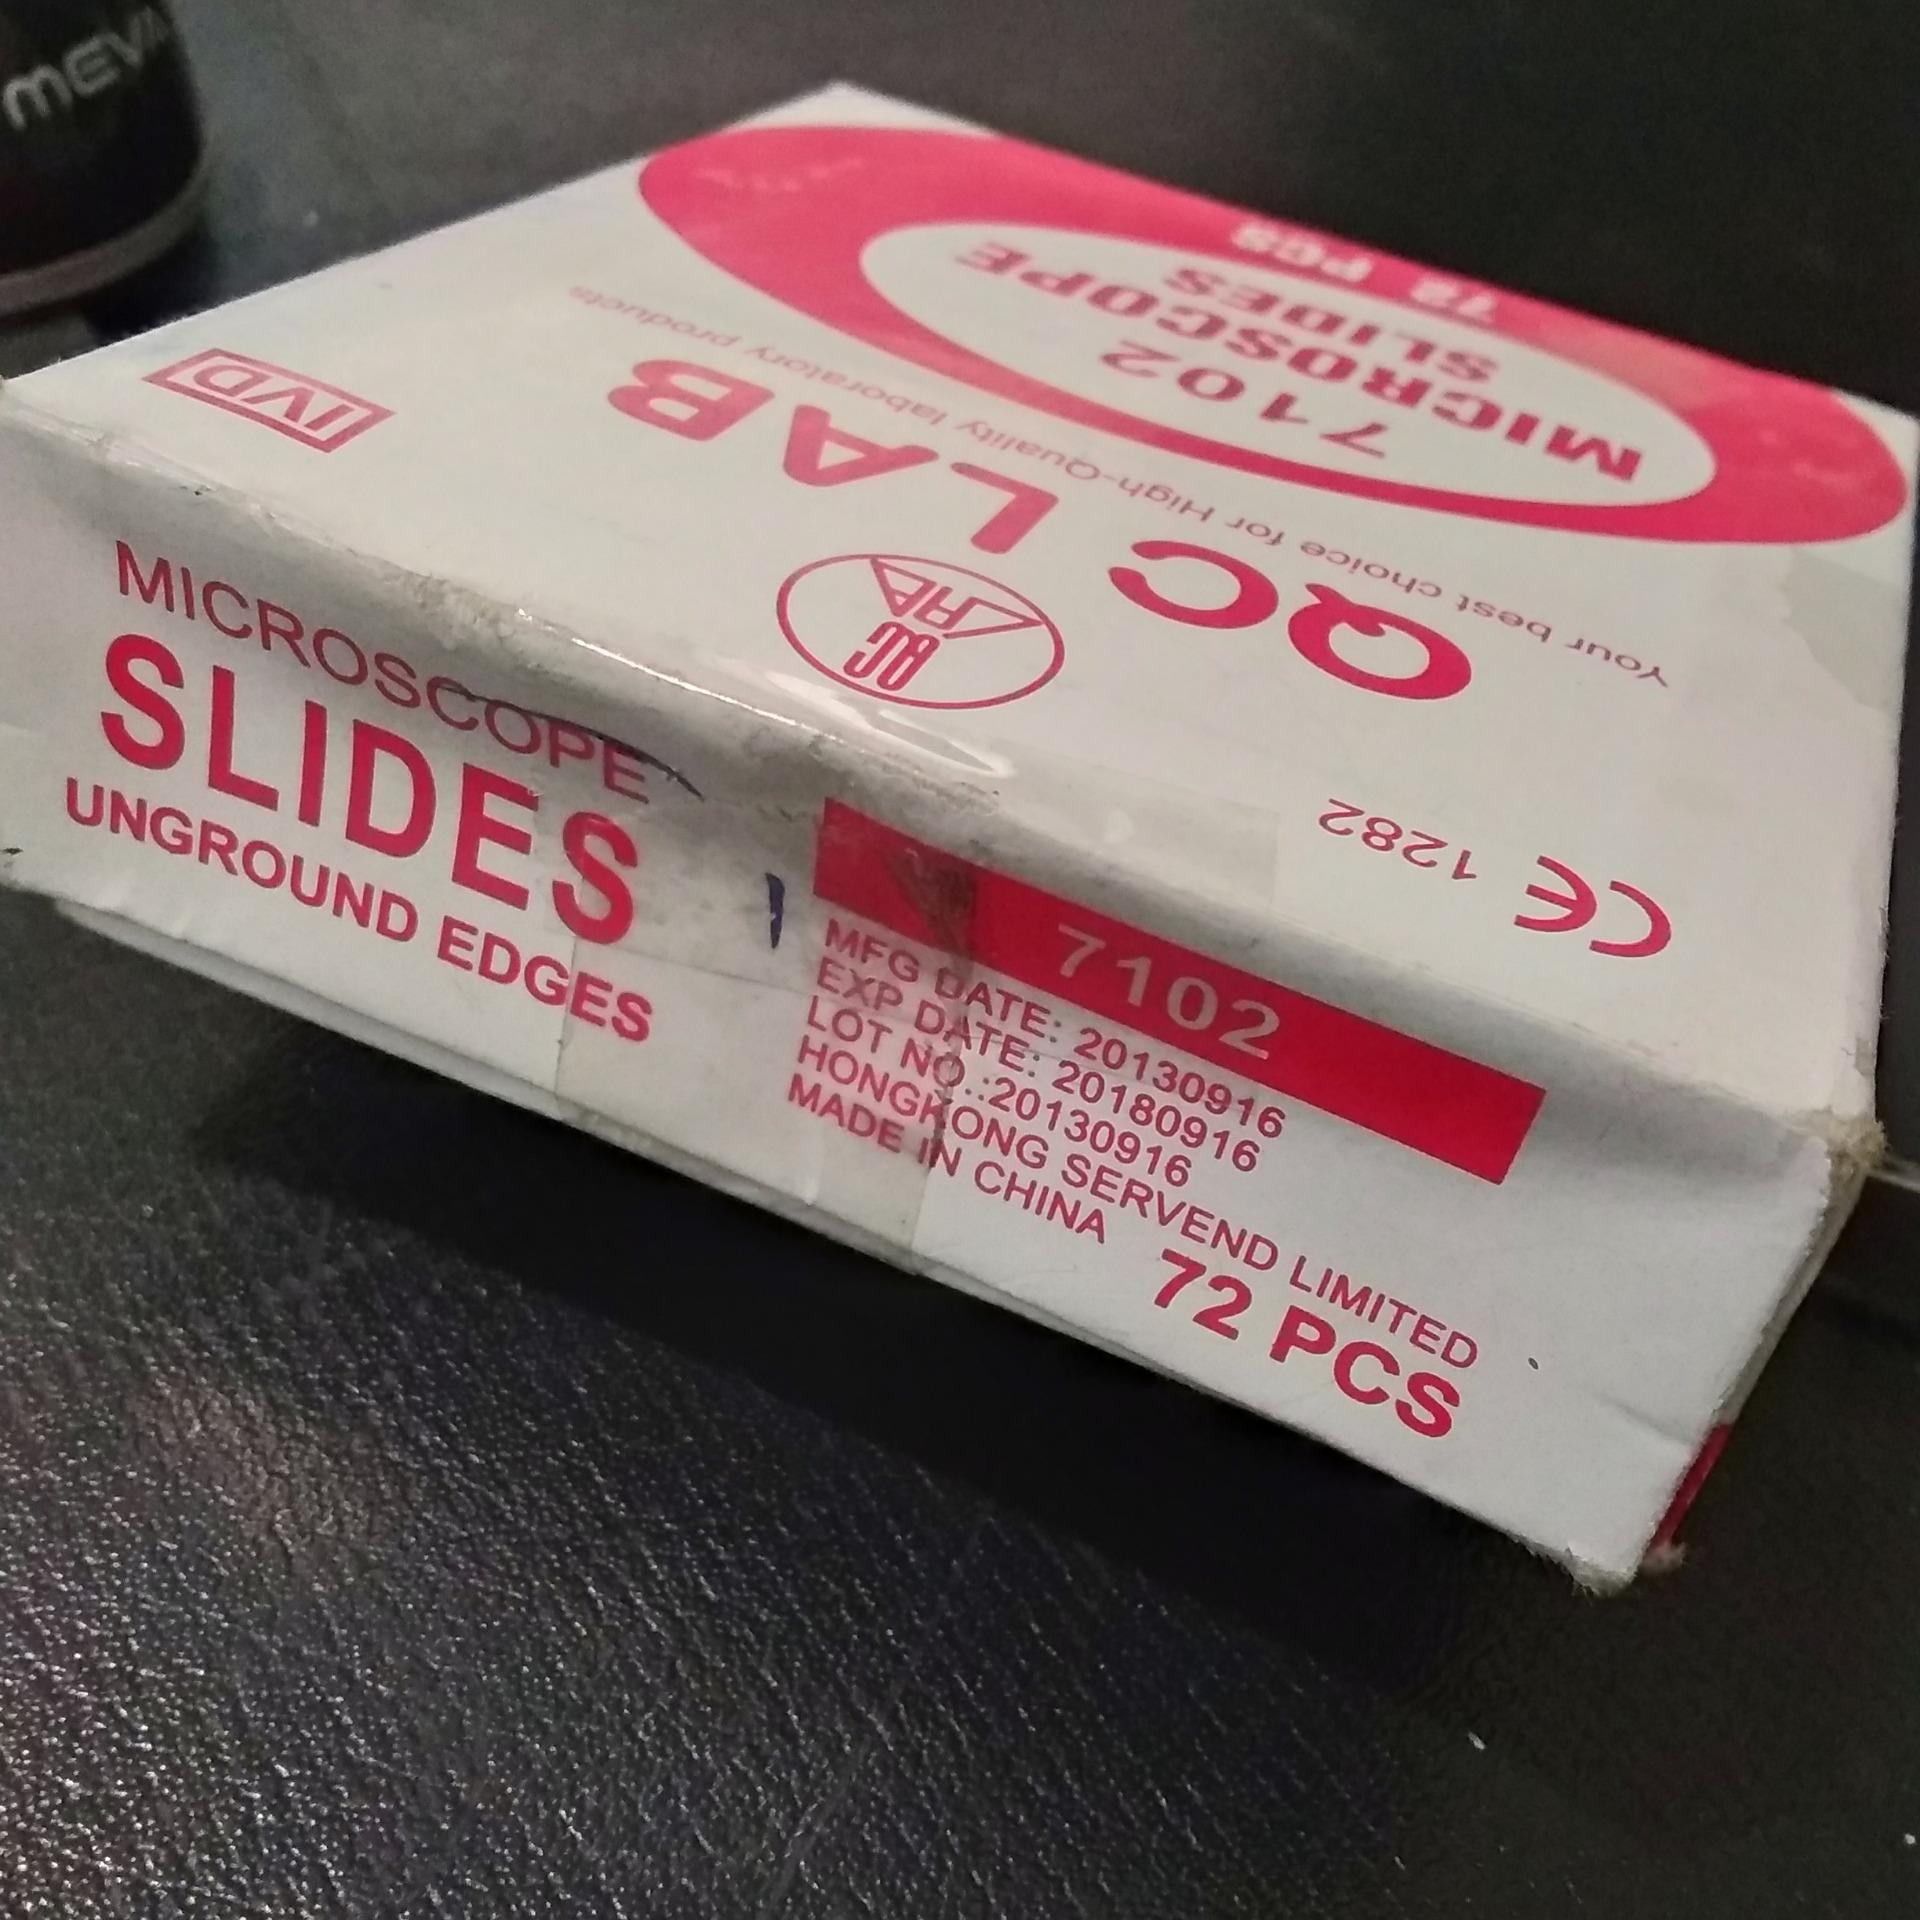 72 PCS
7102
MICROSCOPE
SLIDES
Your best choice for High-Quality laboratory products
QC LAB
QC
LAB
CE 1282
IVD
MICROSCOPE
SLIDES
UNGROUND EDGES
7102
MFG DATE: 20130916
EXP DATE: 20180916
LOT NO.:20130916
HONGKONG SERVEND LIMITED
MADE IN CHINA
72 PCS